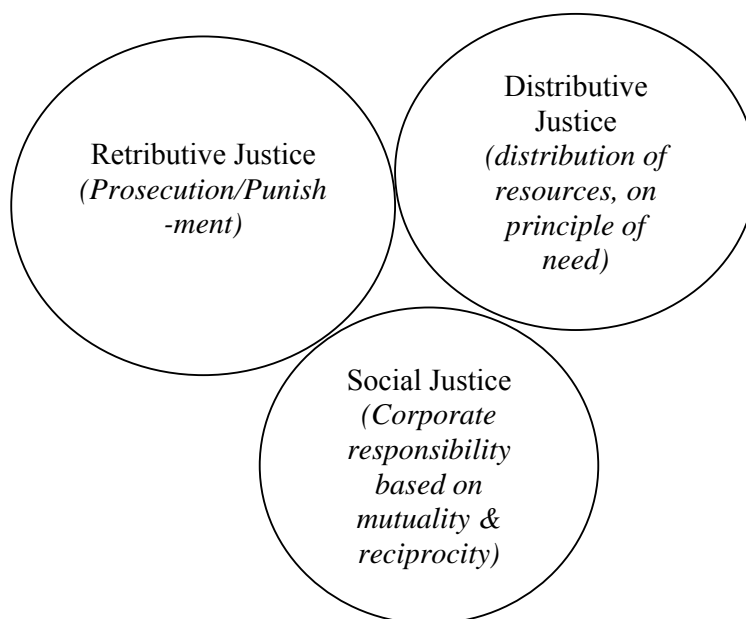 Retributive Justice
(Prosecution/Punish
-ment)
Distributive
Justice
(distribution of
resources, on
principle of
need)
Social Justice
(Corporate
responsibility
based on
mutuality &
reciprocity)